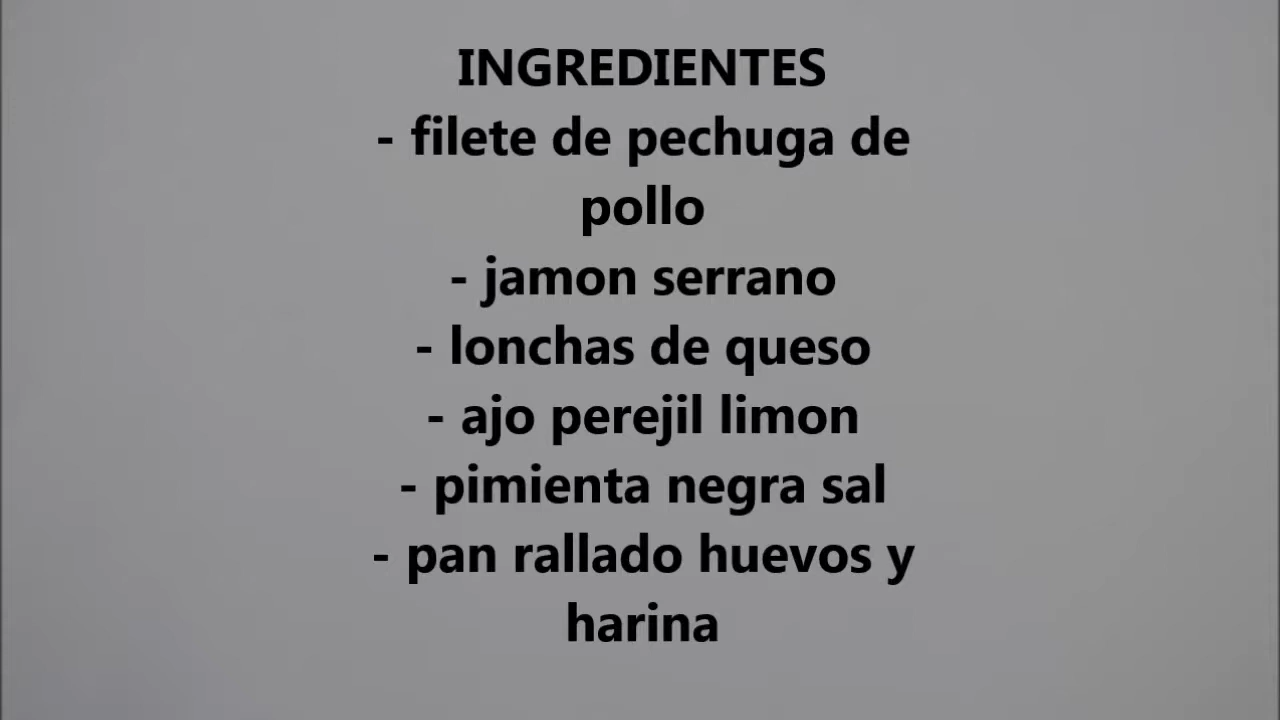 INGREDIENTES
- filete de pechuga de
pollo
- jamon serrano
- lonchas de queso
- ajo perejil limon
- pimienta negra sal
- pan rallado huevos y
harina